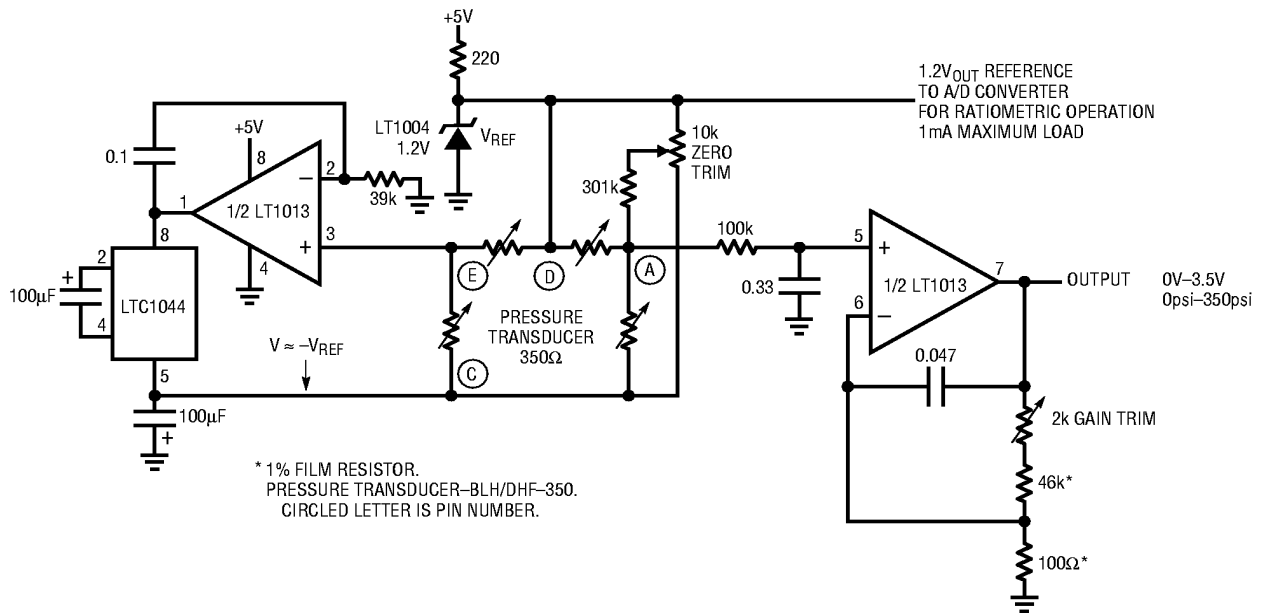 +5V
220
1.2VOUT REFERENCE
TO A/D CONVERTER
FOR RATIOMETRIC OPERATION
1mA MAXIMUM LOAD
LT1004
1.2V
VREF
10k
ZERO
TRIM
0.1
+5V
8
2
−
39k
1
1/2 LT1013
301k
+
3
4
8
100k
5
+
1/2 LT1013
7
OUTPUT
0V–3.5V
0psi–350psi
6
−
E
D
A
0.33
2
+
100µF
LTC1044
4
PRESSURE
TRANSDUCER
350Ω
V ≈ –VREF
C
5
0.047
100µF
+
2k GAIN TRIM
46k*
100Ω*
* 1% FILM RESISTOR.
PRESSURE TRANSDUCER–BLH/DHF–350.
CIRCLED LETTER IS PIN NUMBER.